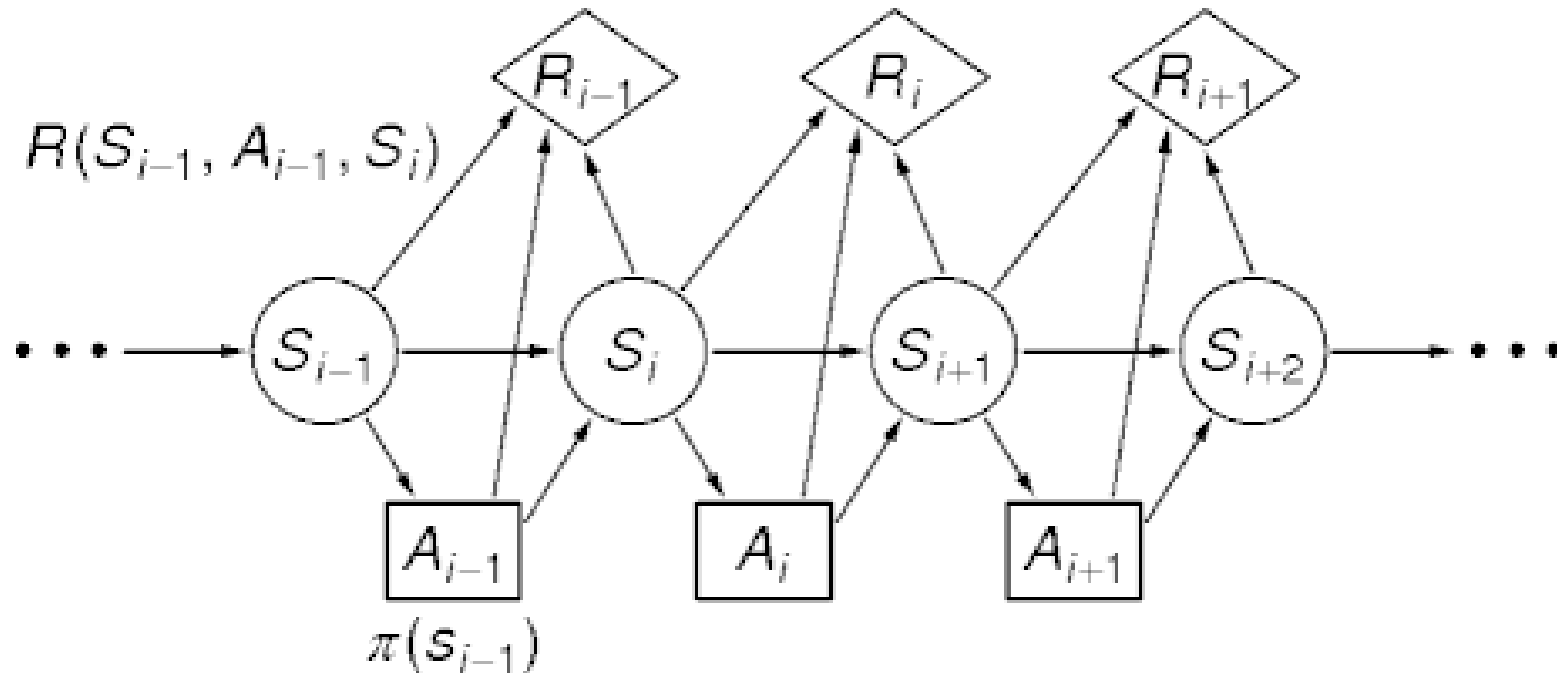 R_{i−1} R_i R_{i+1}
R(S_{i−1}, A_{i−1}, S_i)
• • • S_{i−1} S_i S_{i+1} S_{i+2} • • •
A_{i−1} A_i A_{i+1}
π(s_{i−1})